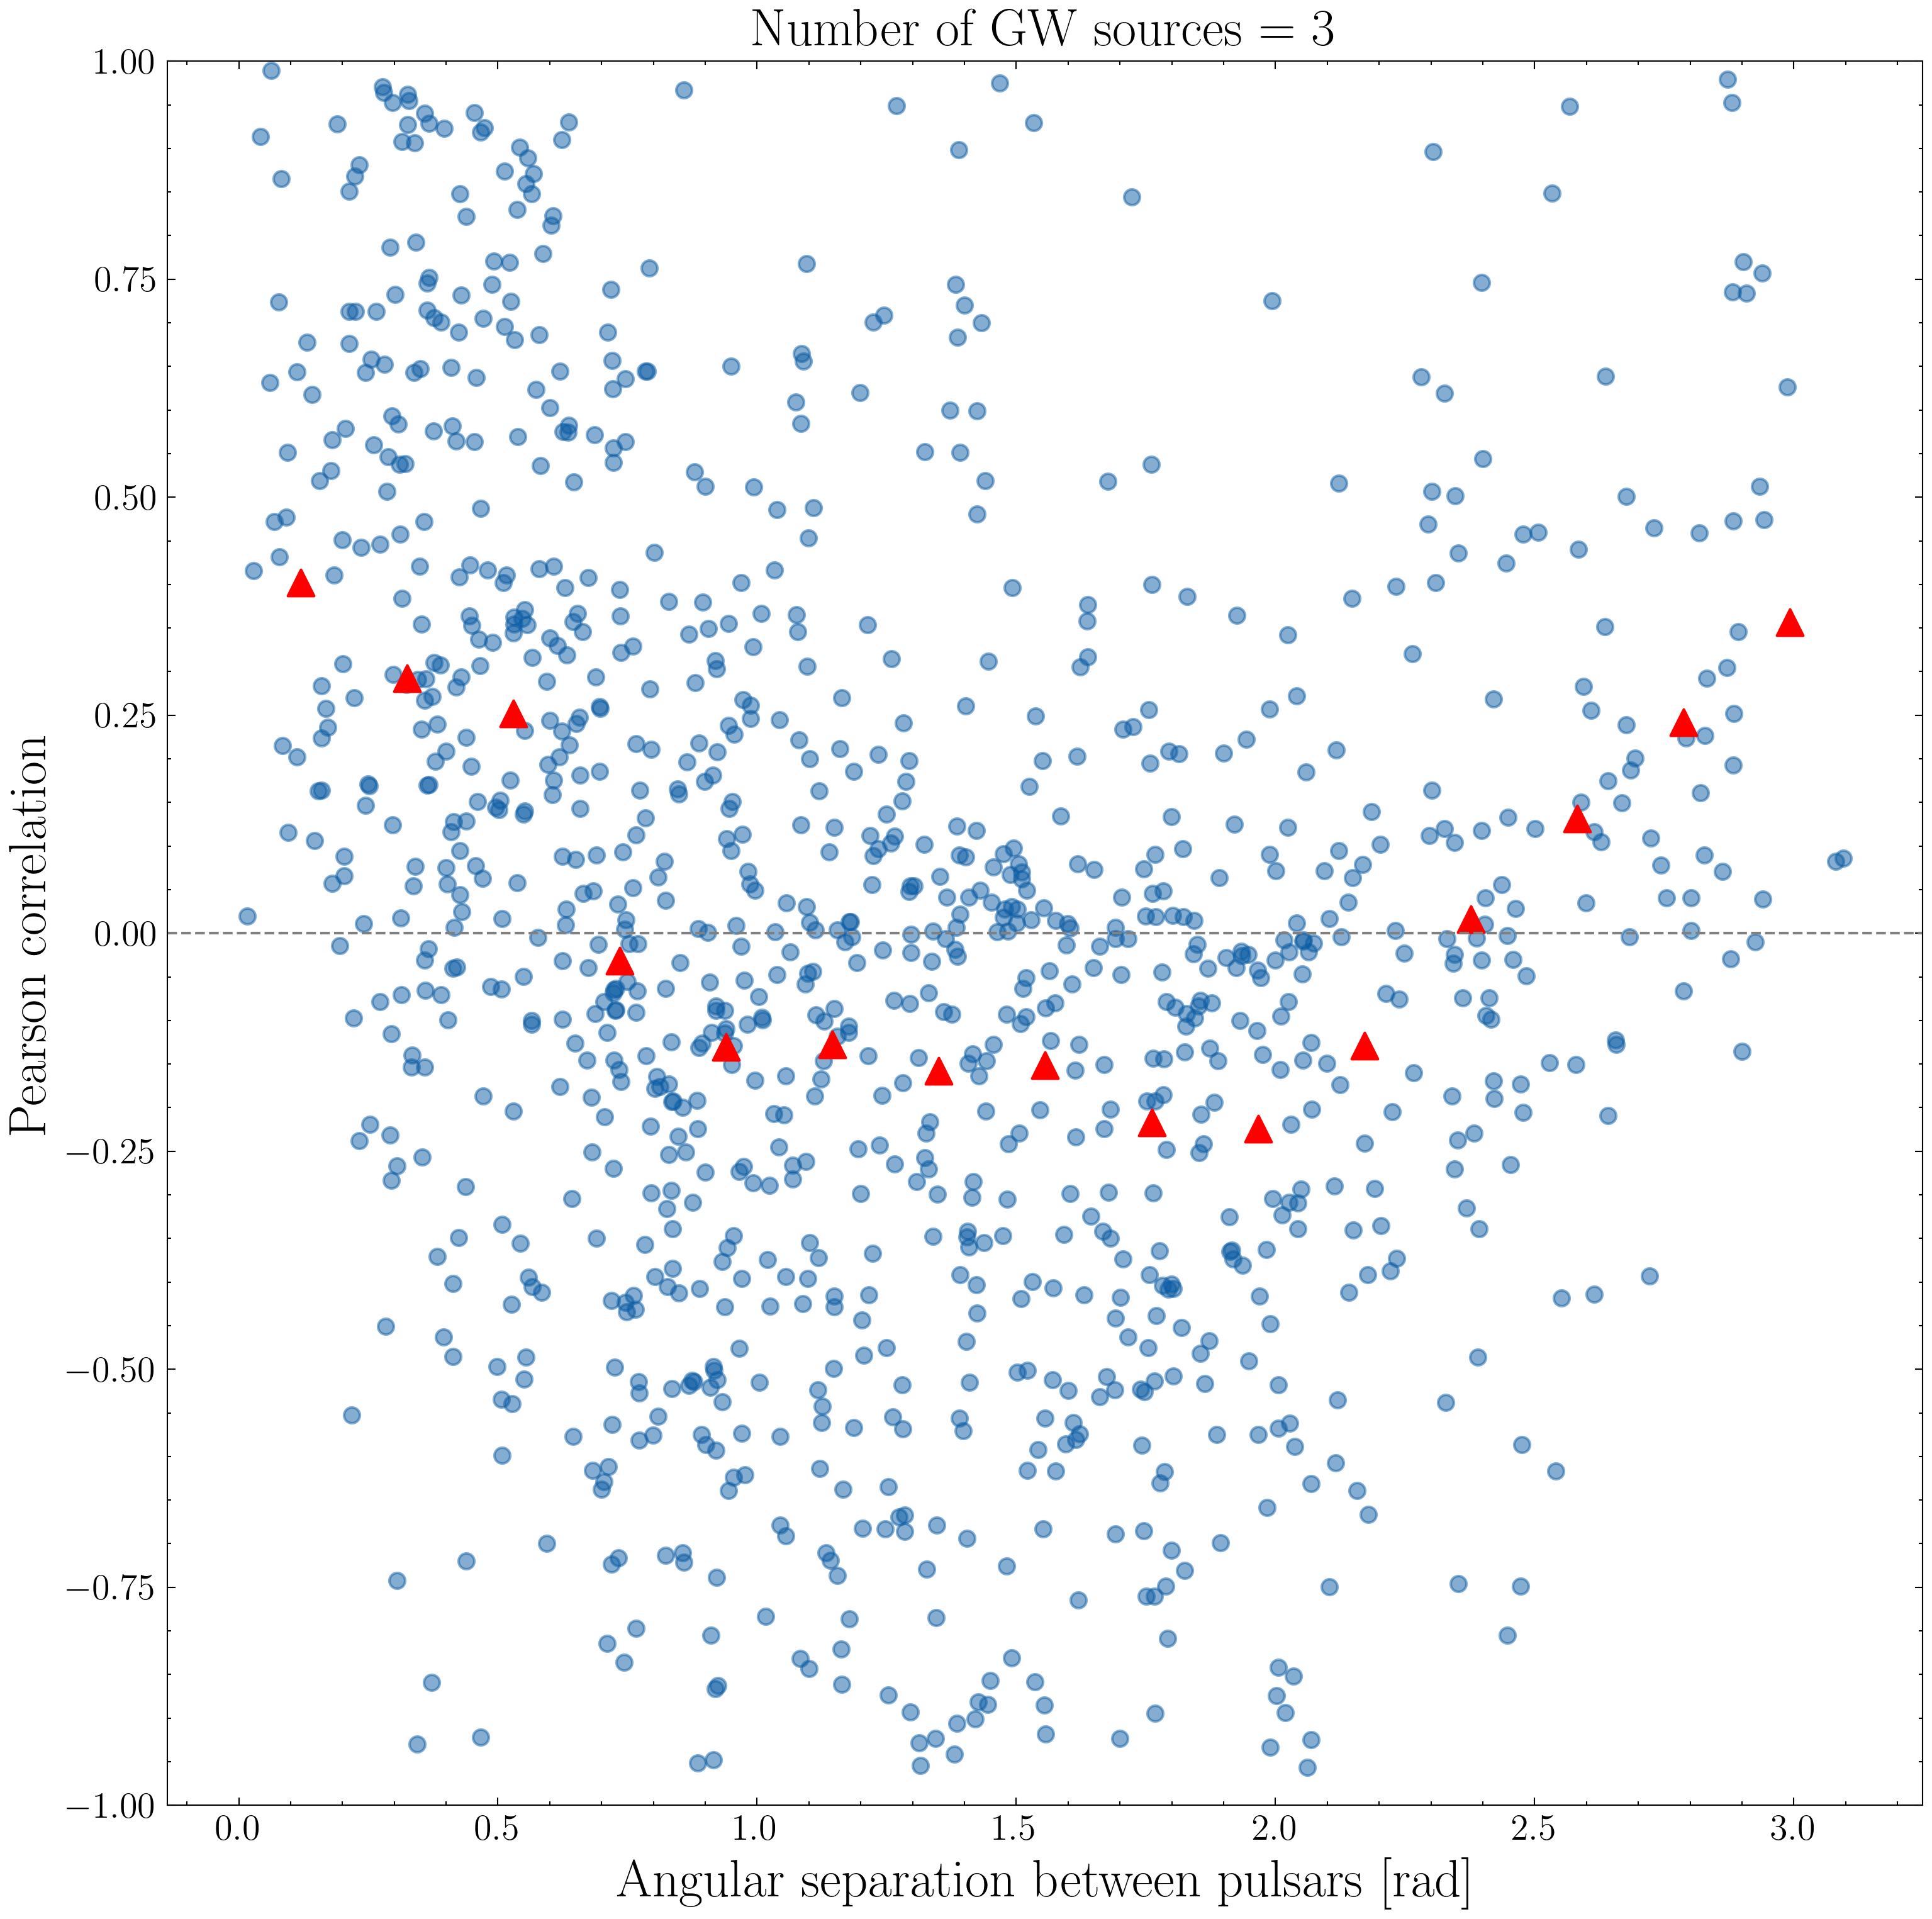 Number of GW sources = 3
1.00
0.75
0.50
0.25
0.00
−0.25
−0.50
−0.75
−1.00
Pearson correlation
0.0 0.5 1.0 1.5 2.0 2.5 3.0
Angular separation between pulsars [rad]